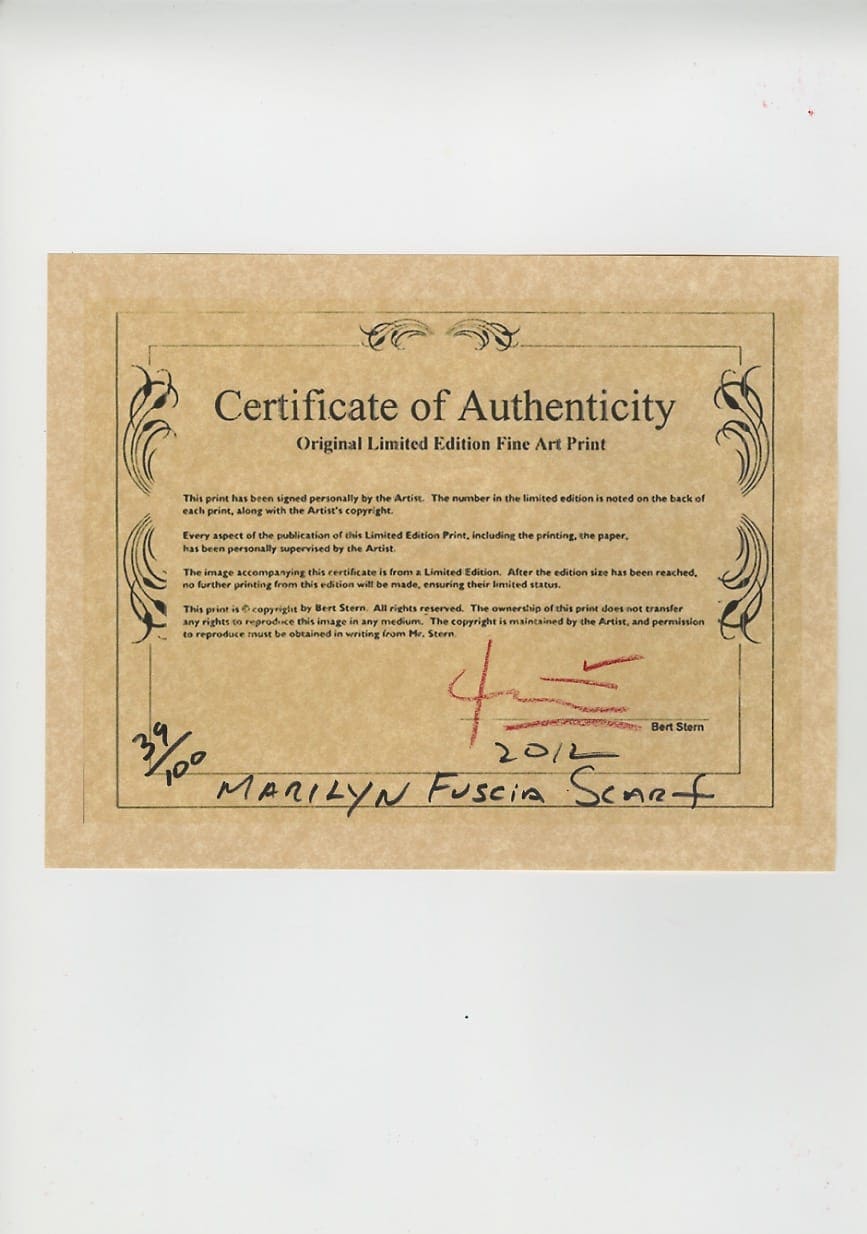 Certificate of Authenticity
Original Limited Edition Fine Art Print
This print has been signed personally by the Artist. The number in the limited edition is noted on the back of
each print, along with the Artist's copyright.
Every aspect of the publication of this Limited Edition Print, including the printing, the paper,
has been personally supervised by the Artist.
The image accompanying this certificate is from a Limited Edition. After the edition size has been reached,
no further printing from this edition will be made, ensuring their limited status.
This print is © copyright by Bert Stern. All rights reserved. The ownership of this print does not transfer
any rights to reproduce this image in any medium. The copyright is maintained by the Artist, and permission
to reproduce must be obtained in writing from Mr. Stern.
Bert Stern
2012
39/100
MARILYN FUSCIA SCARF